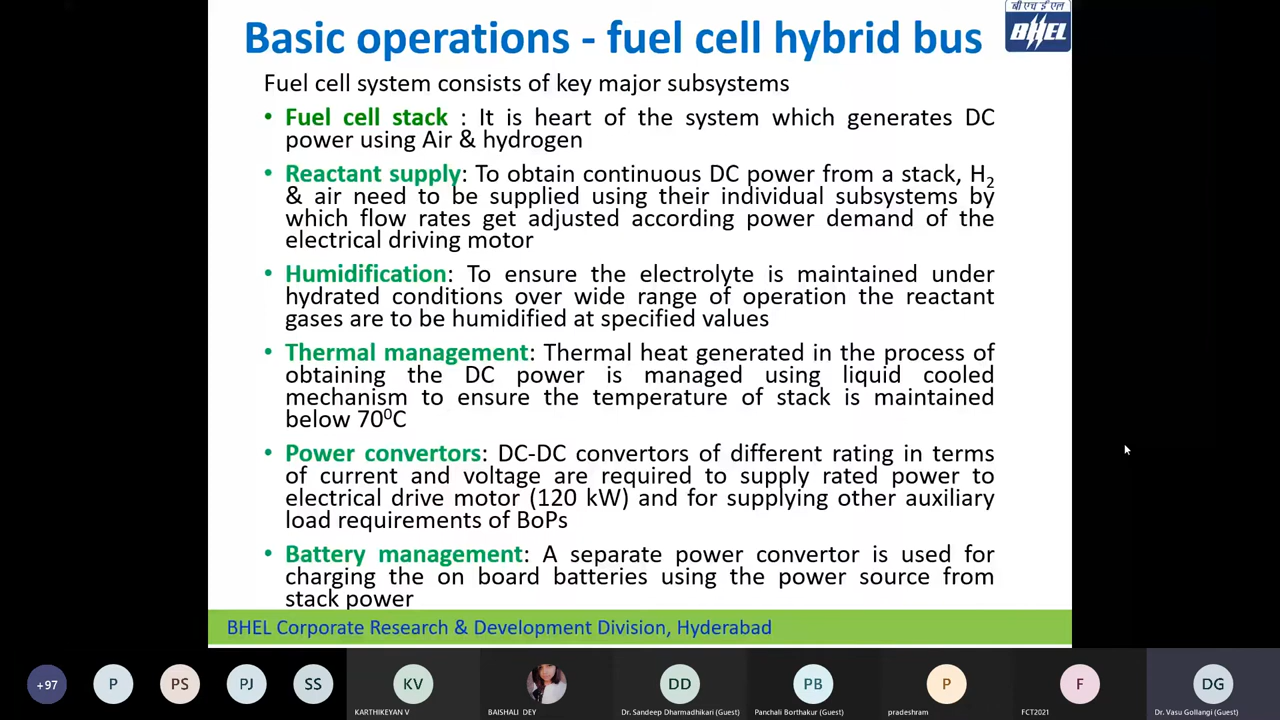 Basic operations - fuel cell hybrid bus
बी एच ई एल
BHEL
Fuel cell system consists of key major subsystems
• Fuel cell stack : It is heart of the system which generates DC
power using Air & hydrogen
• Reactant supply: To obtain continuous DC power from a stack, H₂
& air need to be supplied using their individual subsystems by
which flow rates get adjusted according power demand of the
electrical driving motor
• Humidification: To ensure the electrolyte is maintained under
hydrated conditions over wide range of operation the reactant
gases are to be humidified at specified values
• Thermal management: Thermal heat generated in the process of
obtaining the DC power is managed using liquid cooled
mechanism to ensure the temperature of stack is maintained
below 70⁰C
• Power convertors: DC-DC convertors of different rating in terms
of current and voltage are required to supply rated power to
electrical drive motor (120 kW) and for supplying other auxiliary
load requirements of BoPs
• Battery management: A separate power convertor is used for
charging the on board batteries using the power source from
stack power
BHEL Corporate Research & Development Division, Hyderabad
+97 P PS PJ SS KV DD PB P F DG
KARTHIKEYAN V BAISHALI DEY Dr. Sandeep Dharmadhikari (Guest) Panchali Borthakur (Guest) pradeshram FCT2021 Dr. Vasu Gollangi (Guest)